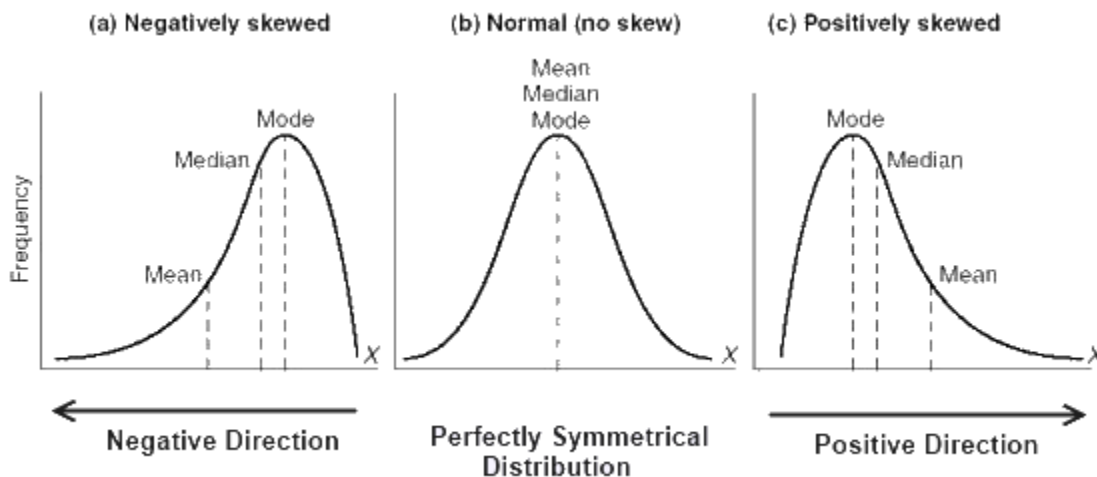 (a) Negatively skewed
(b) Normal (no skew)
(c) Positively skewed
Frequency
Mean
Median
Mode
X
Negative Direction
Mean
Median
Mode
X
Perfectly Symmetrical
Distribution
Mode
Median
Mean
X
Positive Direction